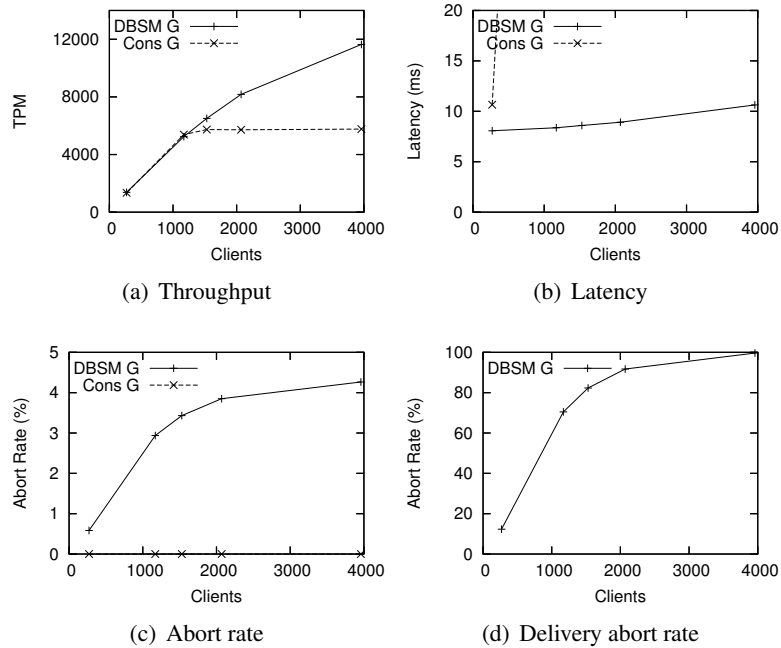 DBSM G
Cons G
12000
8000
4000
0
TPM
0 1000 2000 3000 4000
Clients
(a) Throughput
DBSM G
Cons G
20
15
10
5
0
Latency (ms)
0 1000 2000 3000 4000
Clients
(b) Latency
DBSM G
Cons G
5
4
3
2
1
0
Abort Rate (%)
0 1000 2000 3000 4000
Clients
(c) Abort rate
DBSM G
100
80
60
40
20
0
Abort Rate (%)
0 1000 2000 3000 4000
Clients
(d) Delivery abort rate